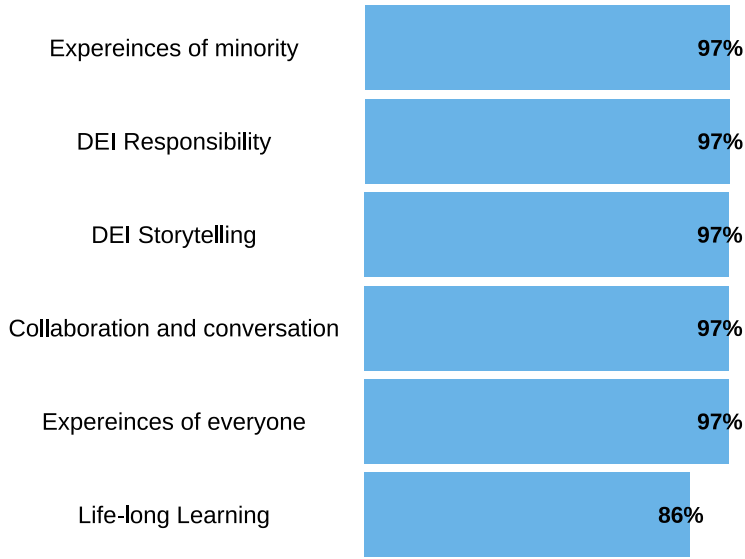 Expereinces of minority 97%
DEI Responsibility 97%
DEI Storytelling 97%
Collaboration and conversation 97%
Expereinces of everyone 97%
Life-long Learning 86%